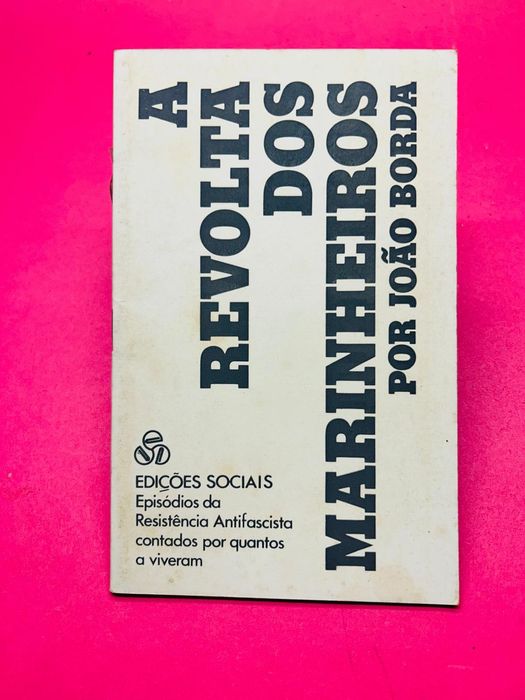 A
REVOLTA
DOS
MARINHEIROS
POR JOÃO BORDA
EDIÇÕES SOCIAIS
Episódios da
Resistência Antifascista
contados por quantos
a viveram